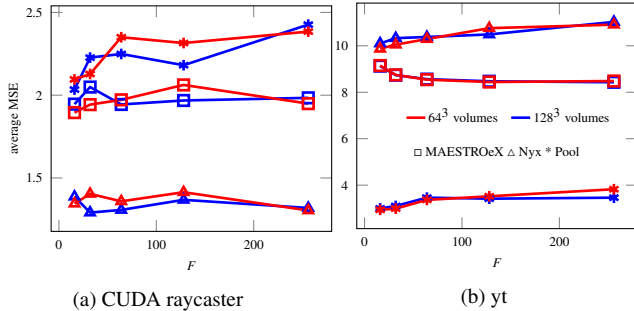 average MSE
2.5
2
1.5
0
100
200
F
(a) CUDA raycaster
10
8
6
4
0
100
200
F
64³ volumes 128³ volumes
□ MAESTROeX △ Nyx * Pool
(b) yt